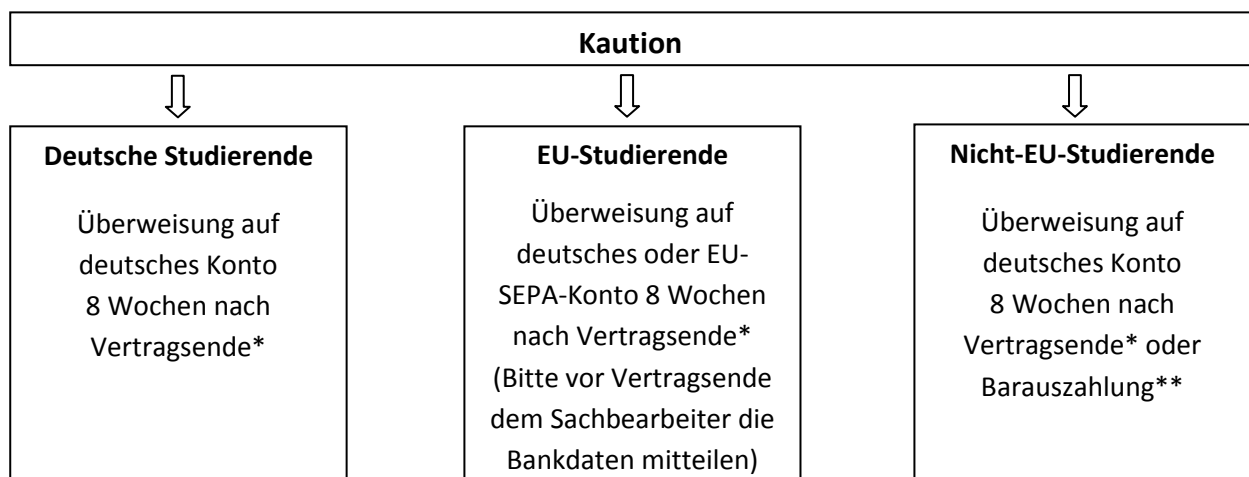 Kaution
Deutsche Studierende
Überweisung auf
deutsches Konto
8 Wochen nach
Vertragsende*
EU-Studierende
Überweisung auf
deutsches oder EU-
SEPA-Konto 8 Wochen
nach Vertragsende*
(Bitte vor Vertragsende
dem Sachbearbeiter die
Bankdaten mitteilen)
Nicht-EU-Studierende
Überweisung auf
deutsches Konto
8 Wochen nach
Vertragsende* oder
Barauszahlung**